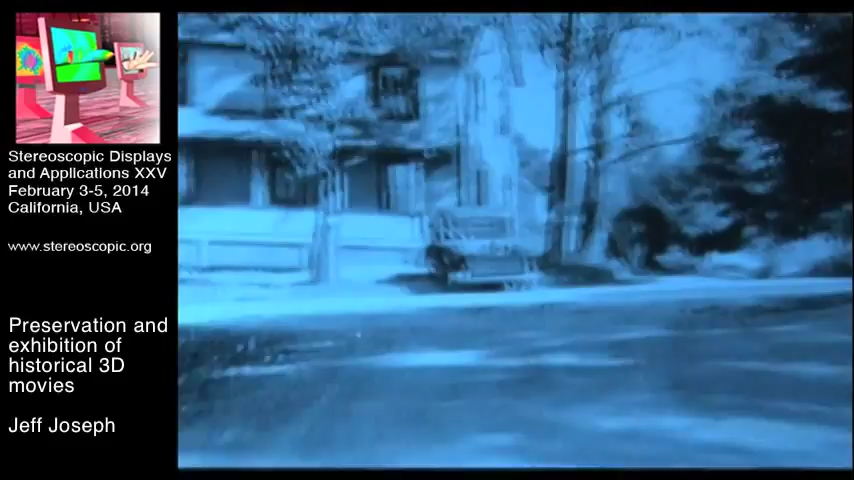 Stereoscopic Displays
and Applications XXV
February 3-5, 2014
California, USA
www.stereoscopic.org
Preservation and
exhibition of
historical 3D
movies
Jeff Joseph